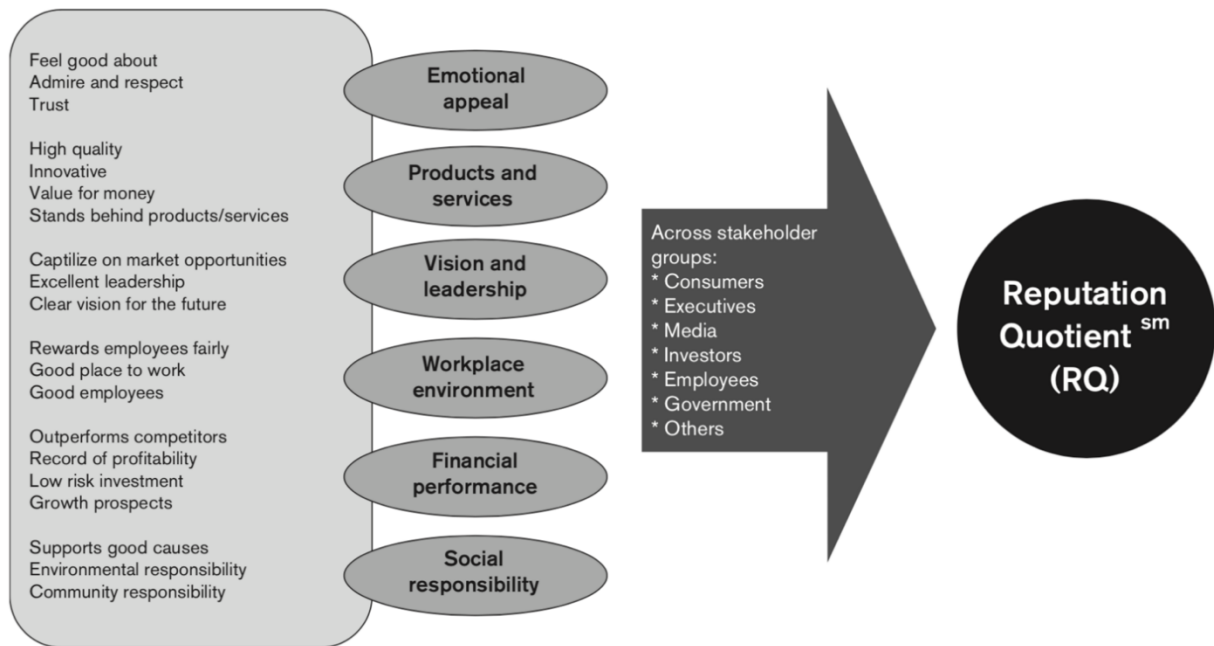 Feel good about
Admire and respect
Trust
Emotional
appeal
High quality
Innovative
Value for money
Stands behind products/services
Products and
services
Captilize on market opportunities
Excellent leadership
Clear vision for the future
Vision and
leadership
Rewards employees fairly
Good place to work
Good employees
Workplace
environment
Outperforms competitors
Record of profitability
Low risk investment
Growth prospects
Financial
performance
Supports good causes
Environmental responsibility
Community responsibility
Social
responsibility
Across stakeholder
groups:
* Consumers
* Executives
* Media
* Investors
* Employees
* Government
* Others
Reputation
Quotient sm
(RQ)